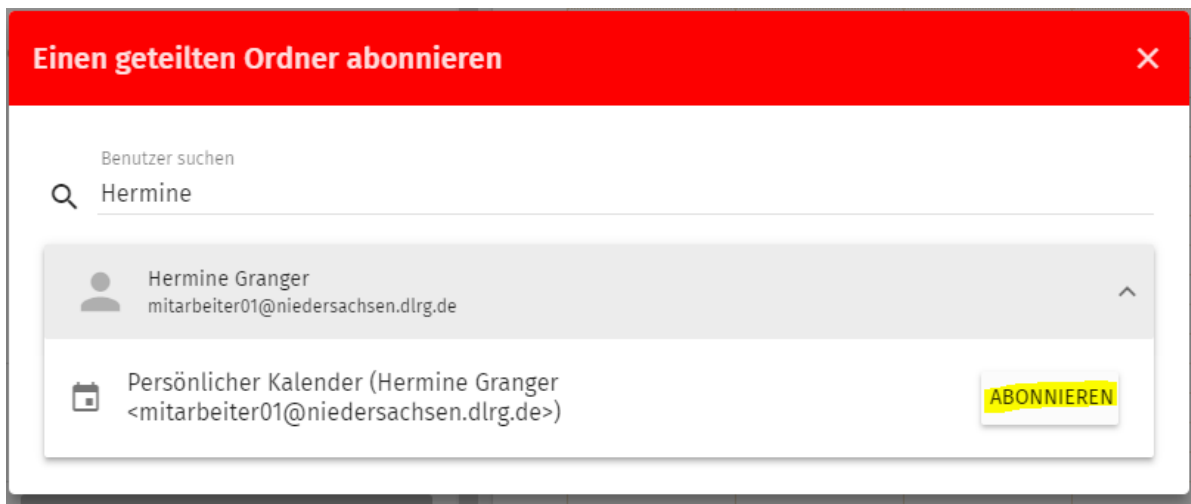 Einen geteilten Ordner abonnieren
Benutzer suchen
Hermine
Hermine Granger
mitarbeiter01@niedersachsen.dlrg.de
Persönlicher Kalender (Hermine Granger
<mitarbeiter01@niedersachsen.dlrg.de>)
ABONNIEREN